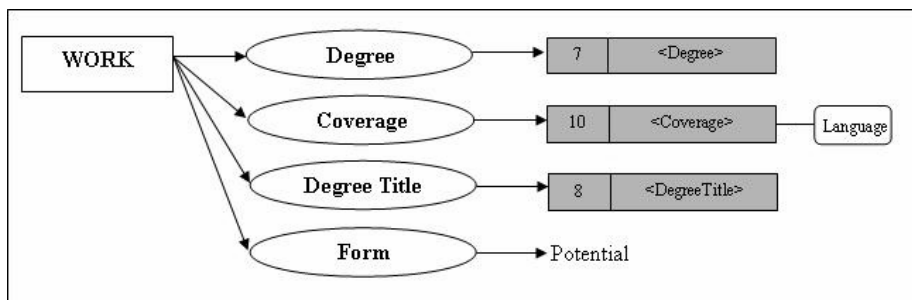 WORK
Degree
7
<Degree>
Coverage
10
<Coverage>
Language
Degree Title
8
<DegreeTitle>
Form
Potential